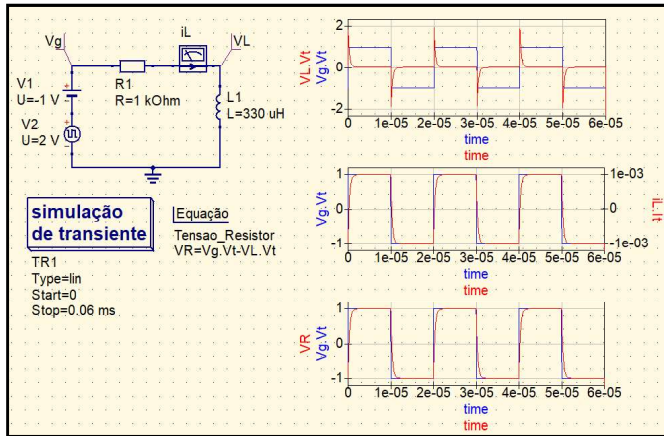 Vg
iL
VL
V1
U=-1 V
R1
R=1 kOhm
L1
L=330 uH
V2
U=2 V
simulação
de transiente
TR1
Type=lin
Start=0
Stop=0.06 ms
Equação
Tensao_Resistor
VR=Vg.Vt-VL.Vt
VL.Vt
Vg.Vt
2
0
-2
0 1e-05 2e-05 3e-05 4e-05 5e-05 6e-05
time
time
Vg.Vt
1
0
-1
1e-03
0
-1e-03
iL.It
0 1e-05 2e-05 3e-05 4e-05 5e-05 6e-05
time
time
VR
Vg.Vt
1
0
-1
0 1e-05 2e-05 3e-05 4e-05 5e-05 6e-05
time
time